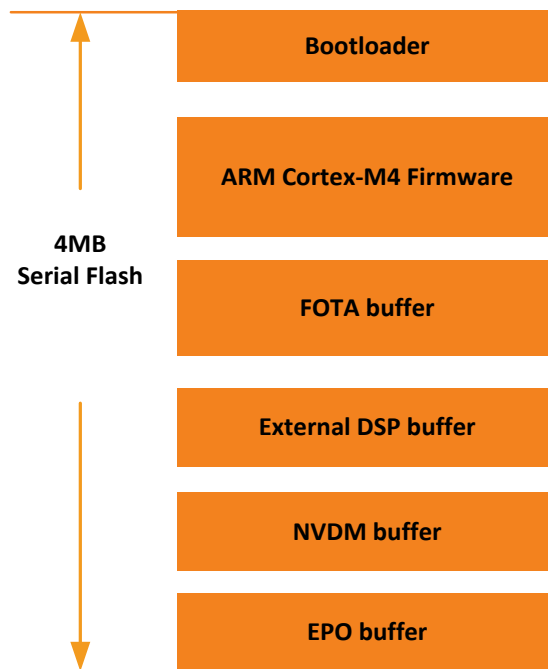 Bootloader
ARM Cortex-M4 Firmware
4MB
Serial Flash
FOTA buffer
External DSP buffer
NVDM buffer
EPO buffer